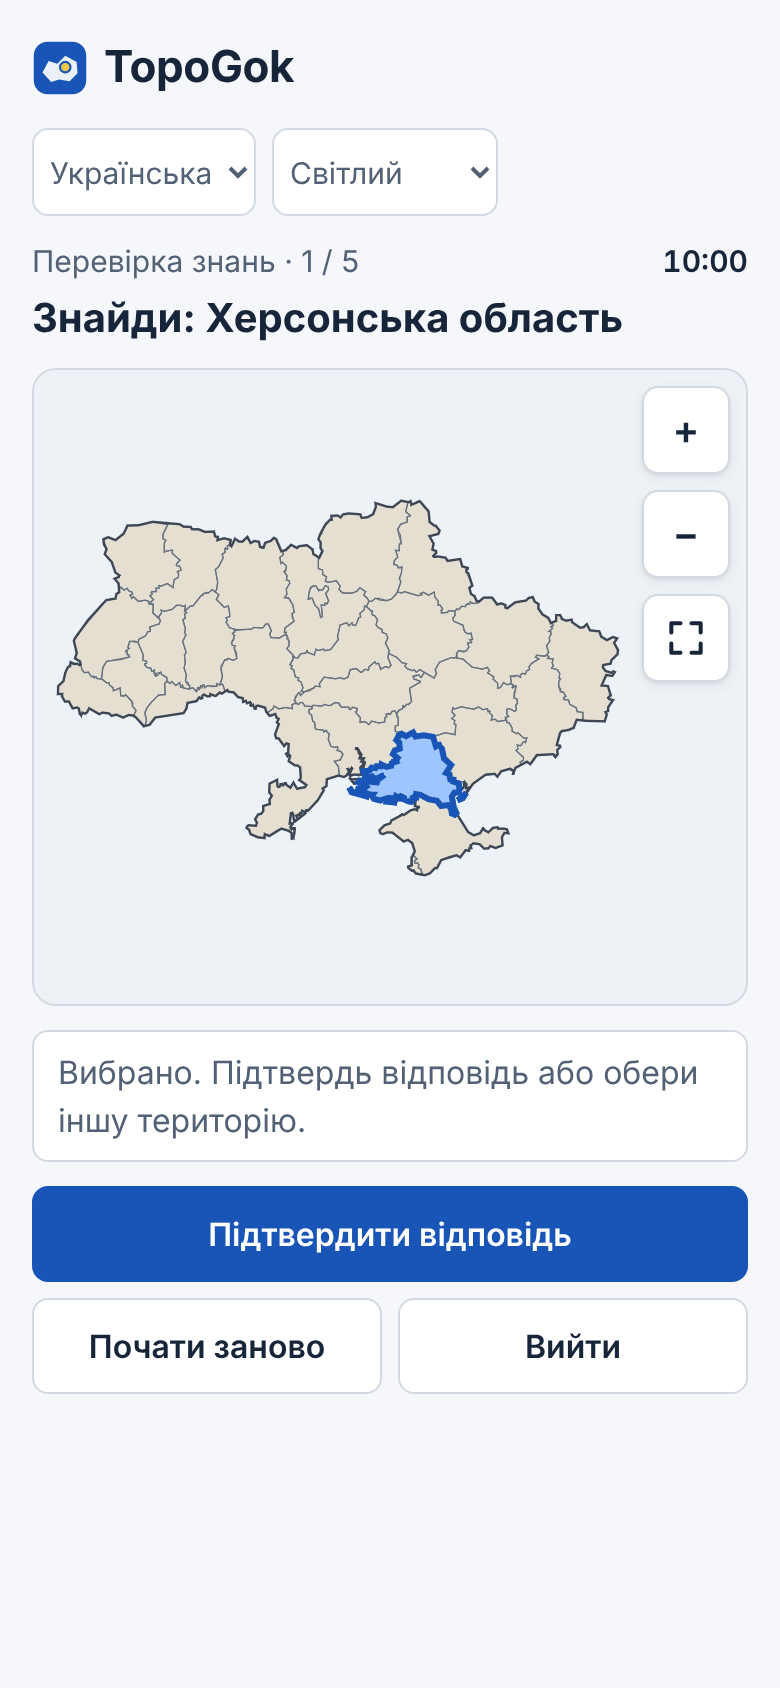 TopoGok
Українська
Світлий
Перевірка знань · 1 / 5
10:00
Знайди: Херсонська область
+
−
Вибрано. Підтвердь відповідь або обери
іншу територію.
Підтвердити відповідь
Почати заново
Вийти